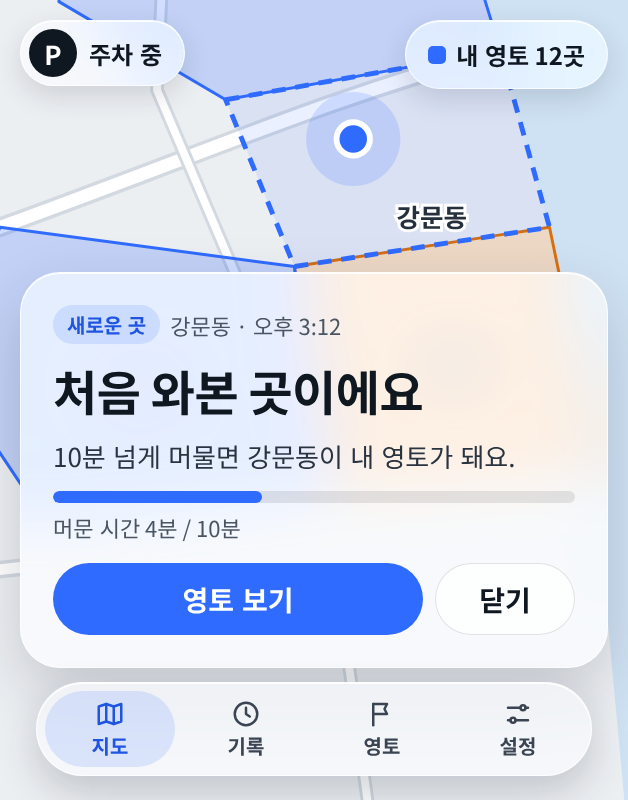 P 주차 중
내 영토 12곳
강문동
새로운 곳 강문동 · 오후 3:12
처음 와본 곳이에요
10분 넘게 머물면 강문동이 내 영토가 돼요.
머문 시간 4분 / 10분
영토 보기
닫기
지도
기록
영토
설정